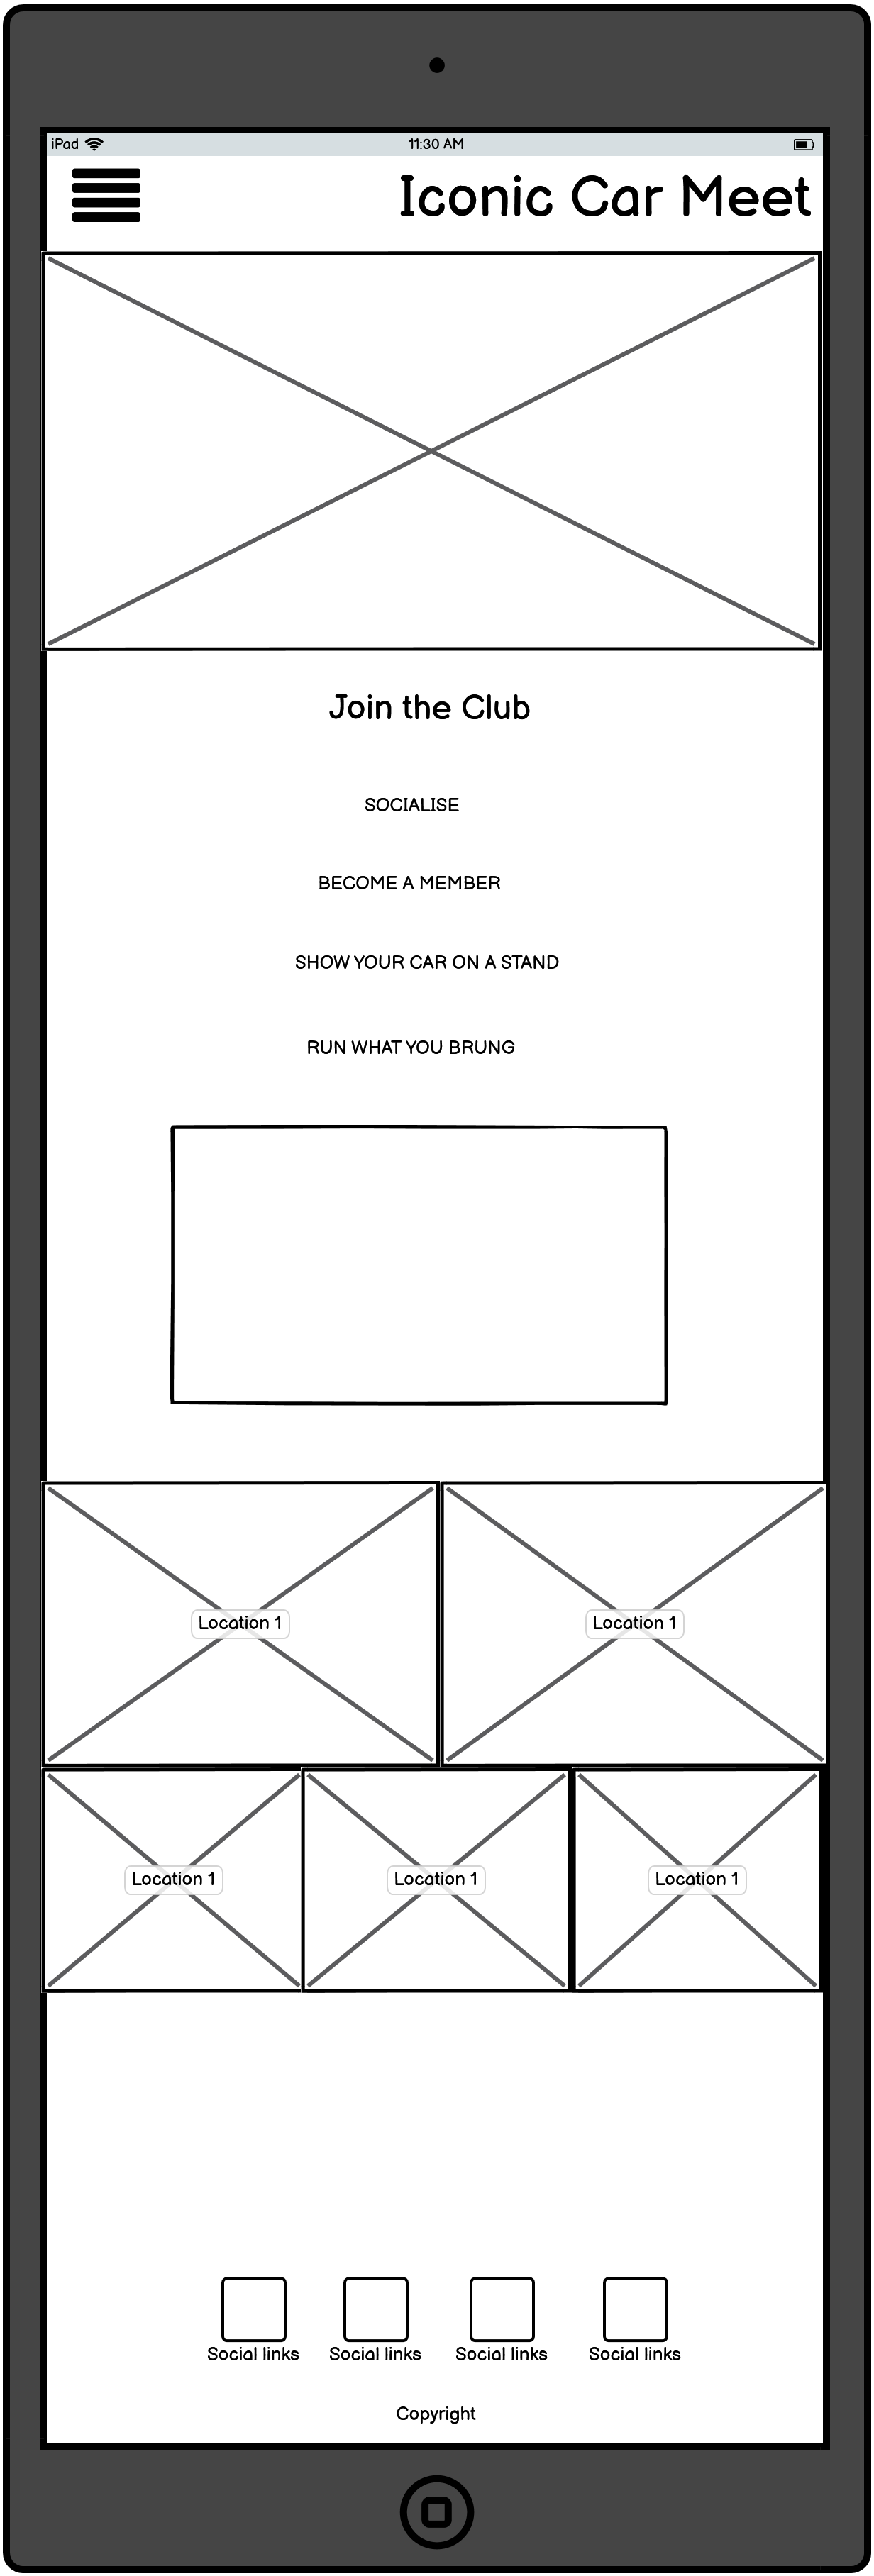 iPad 11:30 AM
Iconic Car Meet
Join the Club
SOCIALISE
BECOME A MEMBER
SHOW YOUR CAR ON A STAND
RUN WHAT YOU BRUNG
Location 1 Location 1
Location 1 Location 1 Location 1
Social links Social links Social links Social links
Copyright